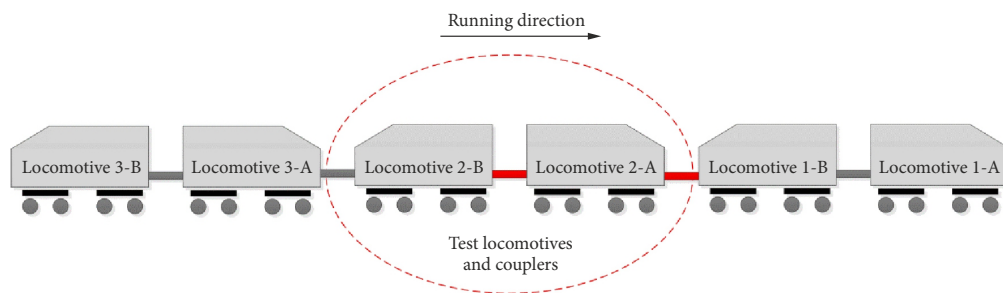 Running direction
Locomotive 3-B
Locomotive 3-A
Locomotive 2-B
Locomotive 2-A
Locomotive 1-B
Locomotive 1-A
Test locomotives
and couplers